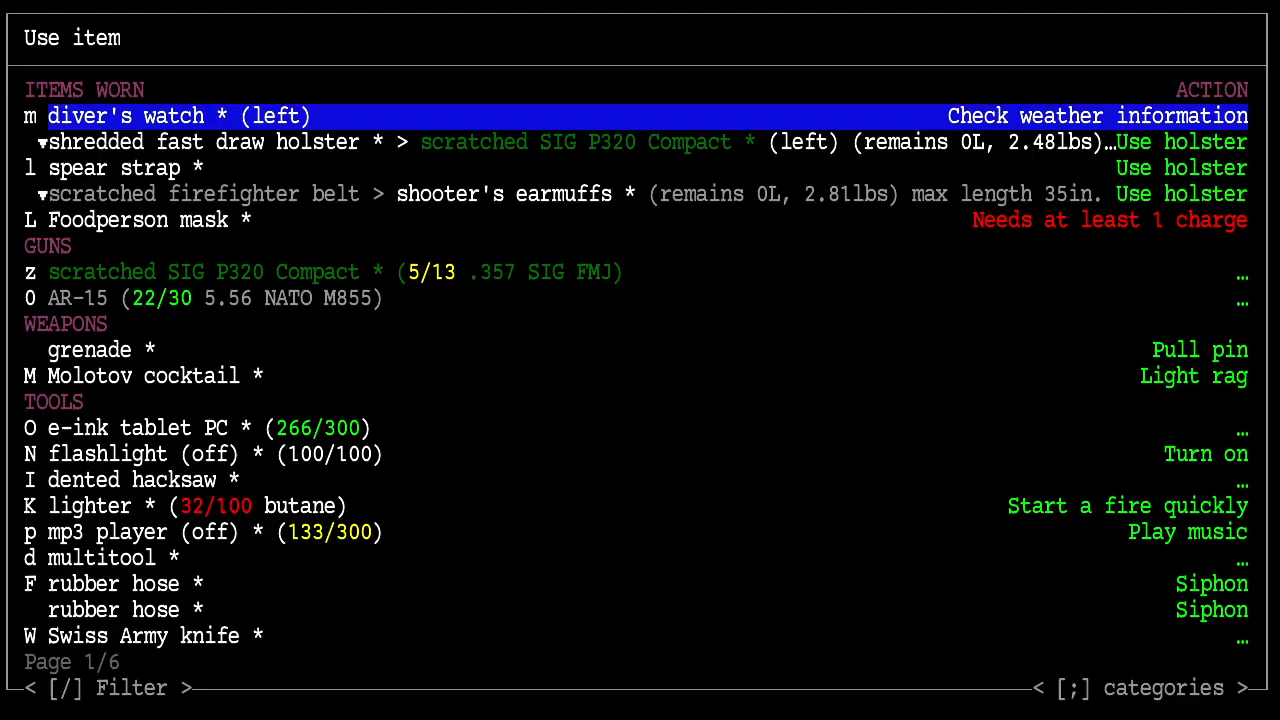 Use item
ITEMS WORN ACTION
m diver's watch * (left) Check weather information
▾shredded fast draw holster * > scratched SIG P320 Compact * (left) (remains 0L, 2.48lbs)…Use holster
l spear strap * Use holster
▾scratched firefighter belt > shooter's earmuffs * (remains 0L, 2.81lbs) max length 35in. Use holster
L Foodperson mask * Needs at least 1 charge
GUNS
z scratched SIG P320 Compact * (5/13 .357 SIG FMJ) …
0 AR-15 (22/30 5.56 NATO M855) …
WEAPONS
grenade * Pull pin
M Molotov cocktail * Light rag
TOOLS
O e-ink tablet PC * (266/300) …
N flashlight (off) * (100/100) Turn on
I dented hacksaw * …
K lighter * (32/100 butane) Start a fire quickly
p mp3 player (off) * (133/300) Play music
d multitool * …
F rubber hose * Siphon
rubber hose * Siphon
W Swiss Army knife * …
Page 1/6
< [/] Filter > < [;] categories >